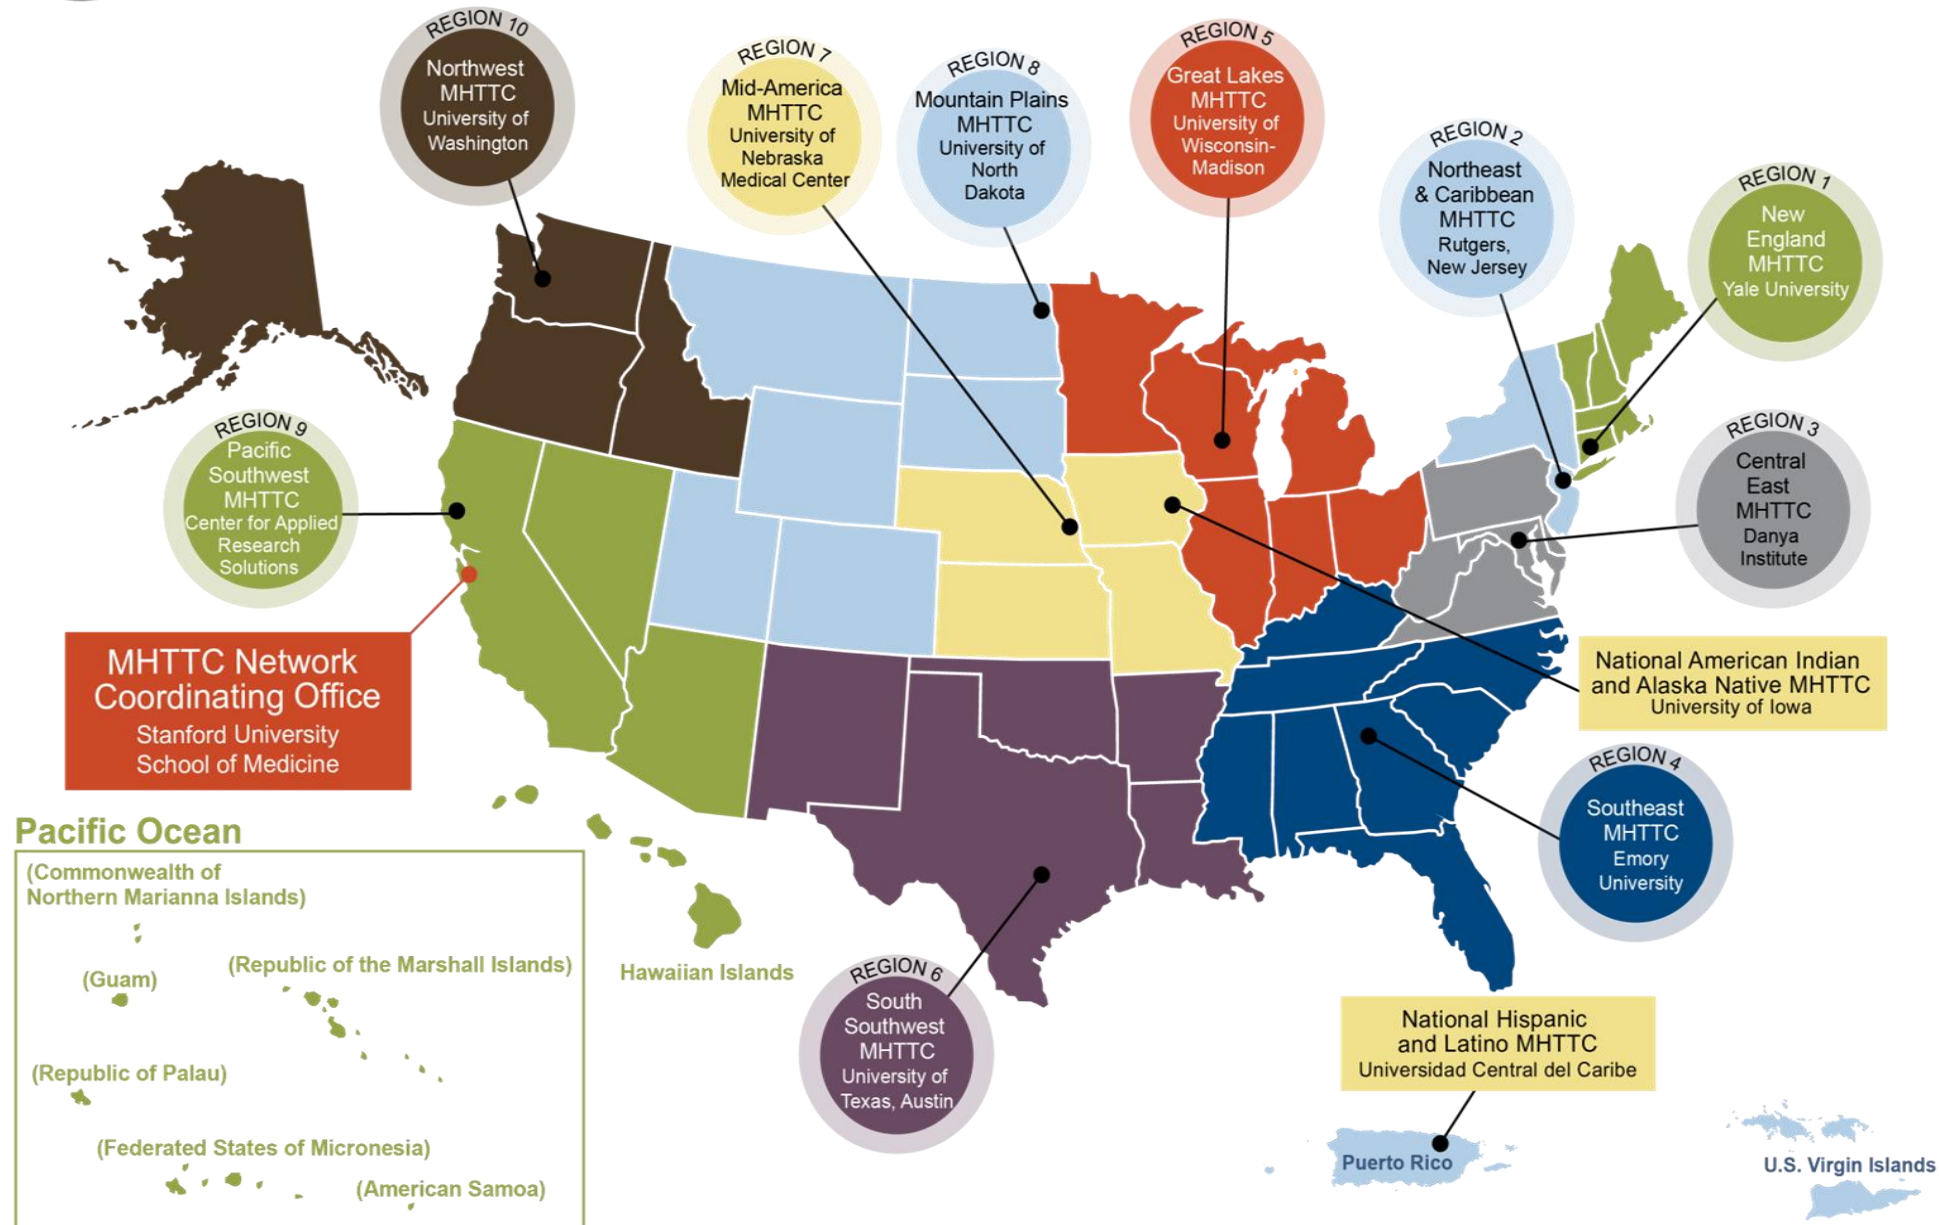 REGION 10
Northwest
MHTTC
University of
Washington
REGION 7
Mid-America
MHTTC
University of
Nebraska
Medical Center
REGION 8
Mountain Plains
MHTTC
University of
North
Dakota
REGION 5
Great Lakes
MHTTC
University of
Wisconsin-
Madison
REGION 2
Northeast
& Caribbean
MHTTC
Rutgers,
New Jersey
REGION 1
New
England
MHTTC
Yale University
REGION 9
Pacific
Southwest
MHTTC
Center for Applied
Research
Solutions
REGION 3
Central
East
MHTTC
Danya
Institute
MHTTC Network
Coordinating Office
Stanford University
School of Medicine
National American Indian
and Alaska Native MHTTC
University of Iowa
REGION 4
Southeast
MHTTC
Emory
University
Pacific Ocean
(Commonwealth of
Northern Marianna Islands)
(Guam)
(Republic of the Marshall Islands)
(Republic of Palau)
(Federated States of Micronesia)
(American Samoa)
Hawaiian Islands
REGION 6
South
Southwest
MHTTC
University of
Texas, Austin
National Hispanic
and Latino MHTTC
Universidad Central del Caribe
Puerto Rico
U.S. Virgin Islands